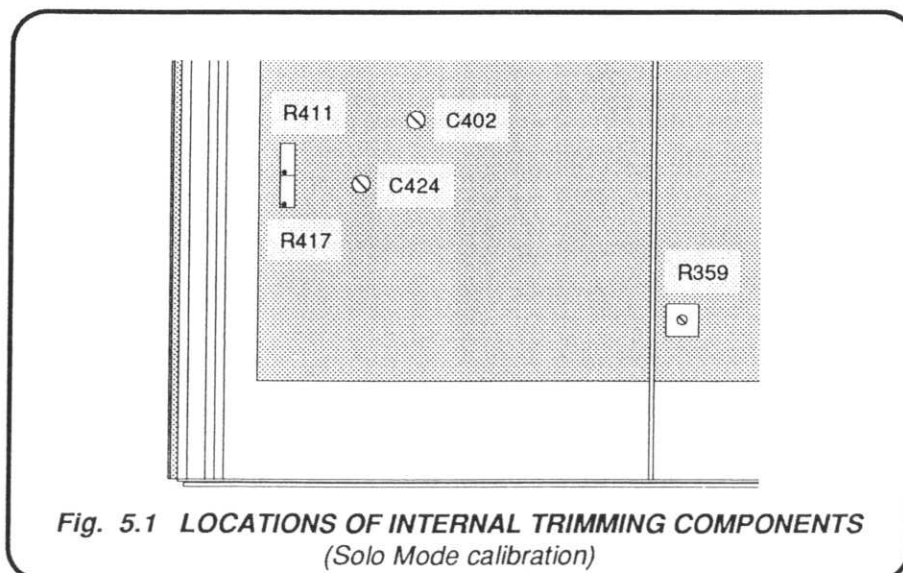 R411
C402
C424
R417
R359
Fig. 5.1 LOCATIONS OF INTERNAL TRIMMING COMPONENTS
(Solo Mode calibration)